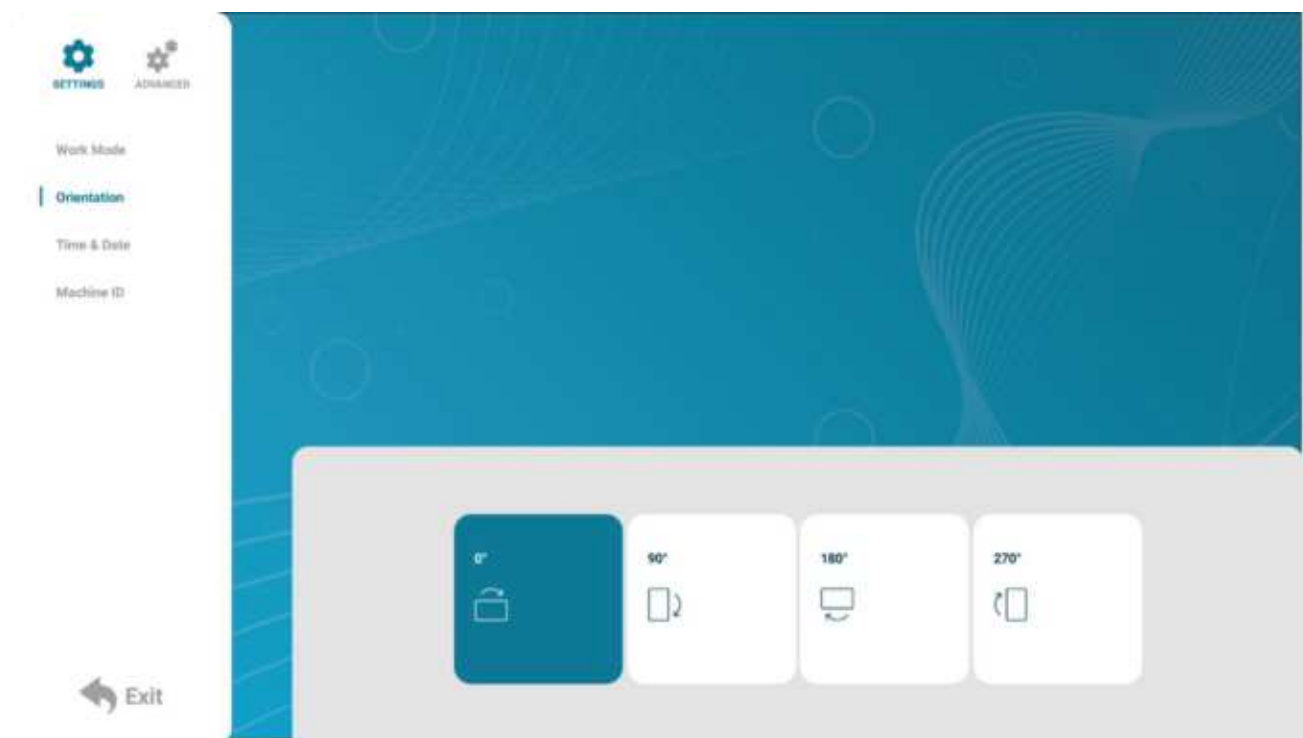 SETTINGS ADVANCED
Work Mode
Orientation
Time & Date
Machine ID
0° 90° 180° 270°
Exit